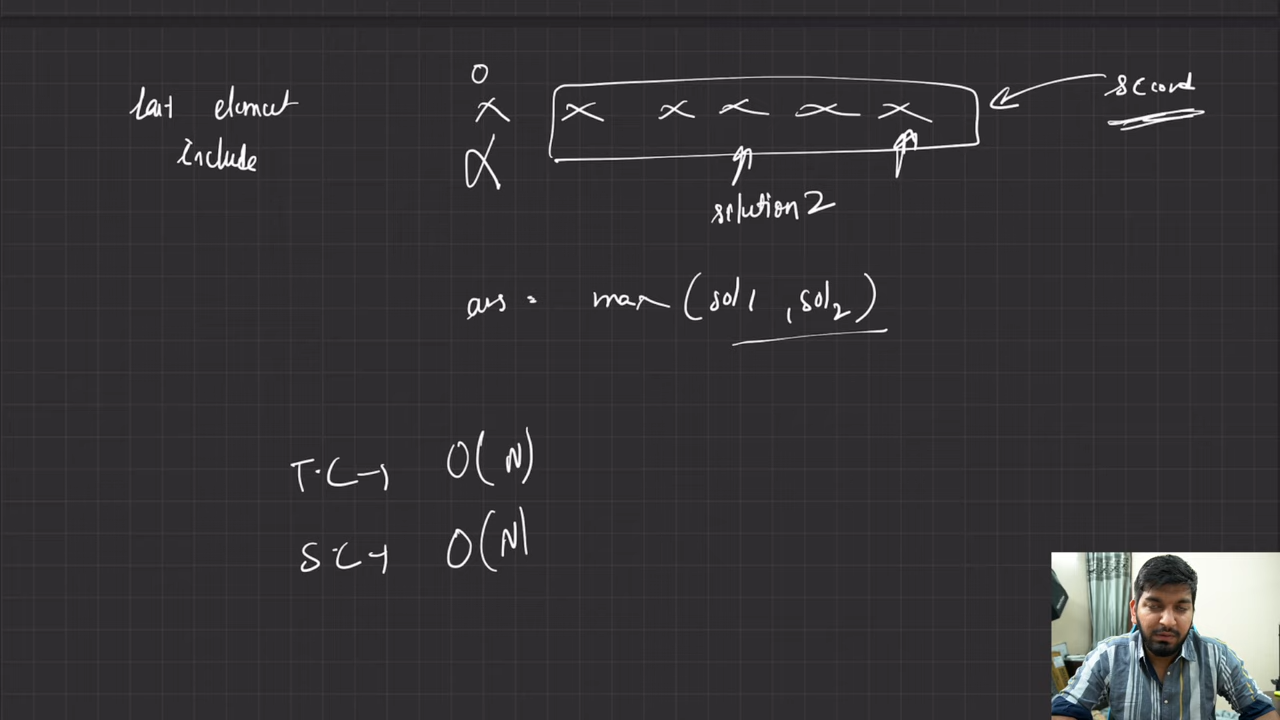 0
last element
include
x x x x x x
second
solution 2
ans = max (sol1 , sol2)
T.C → O(N)
S.C → O(N)